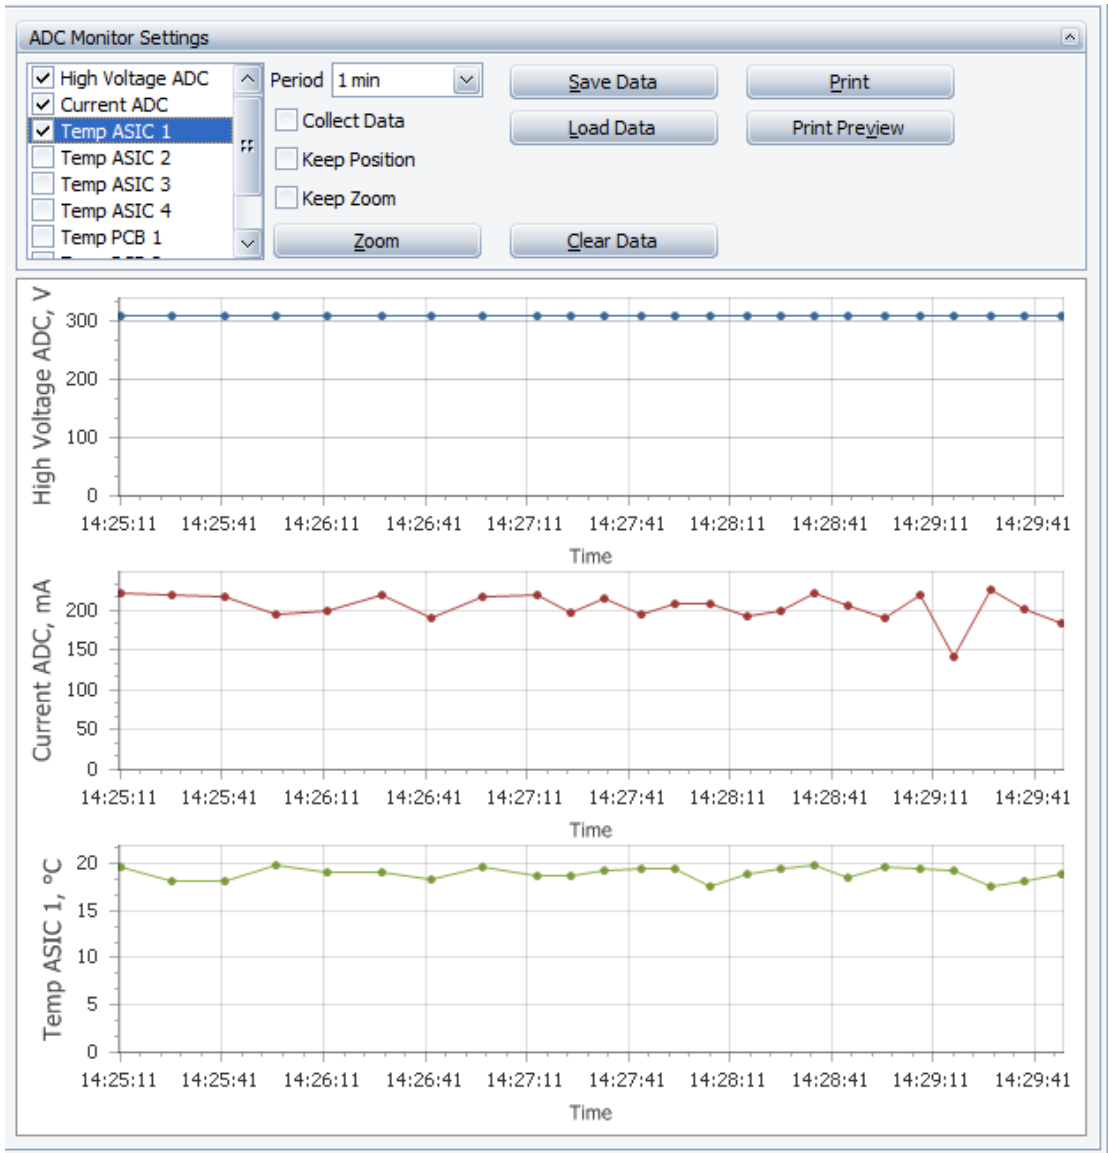 ADC Monitor Settings
High Voltage ADC
Current ADC
Temp ASIC 1
Temp ASIC 2
Temp ASIC 3
Temp ASIC 4
Temp PCB 1
Period 1 min
Collect Data
Keep Position
Keep Zoom
Zoom
Save Data
Load Data
Clear Data
Print
Print Preview
High Voltage ADC, V
300
200
100
0
14:25:11 14:25:41 14:26:11 14:26:41 14:27:11 14:27:41 14:28:11 14:28:41 14:29:11 14:29:41
Time
Current ADC, mA
200
150
100
50
0
14:25:11 14:25:41 14:26:11 14:26:41 14:27:11 14:27:41 14:28:11 14:28:41 14:29:11 14:29:41
Time
Temp ASIC 1, °C
20
15
10
5
0
14:25:11 14:25:41 14:26:11 14:26:41 14:27:11 14:27:41 14:28:11 14:28:41 14:29:11 14:29:41
Time